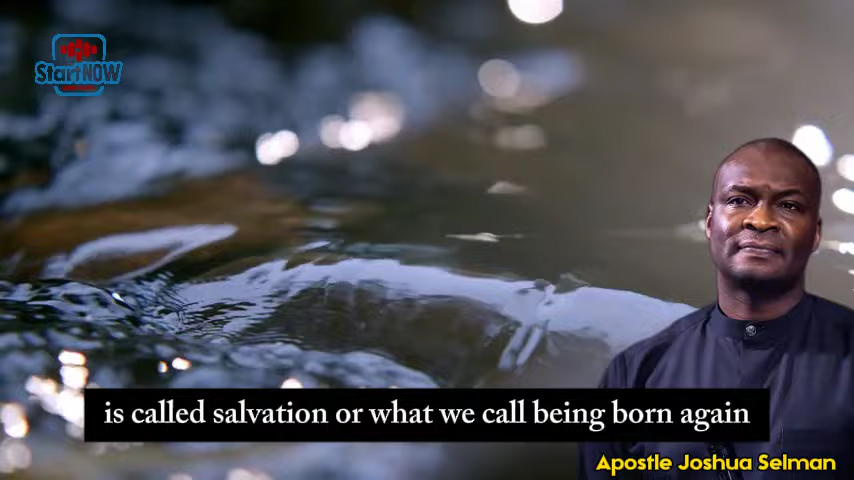 StartNOW
is called salvation or what we call being born again
Apostle Joshua Selman